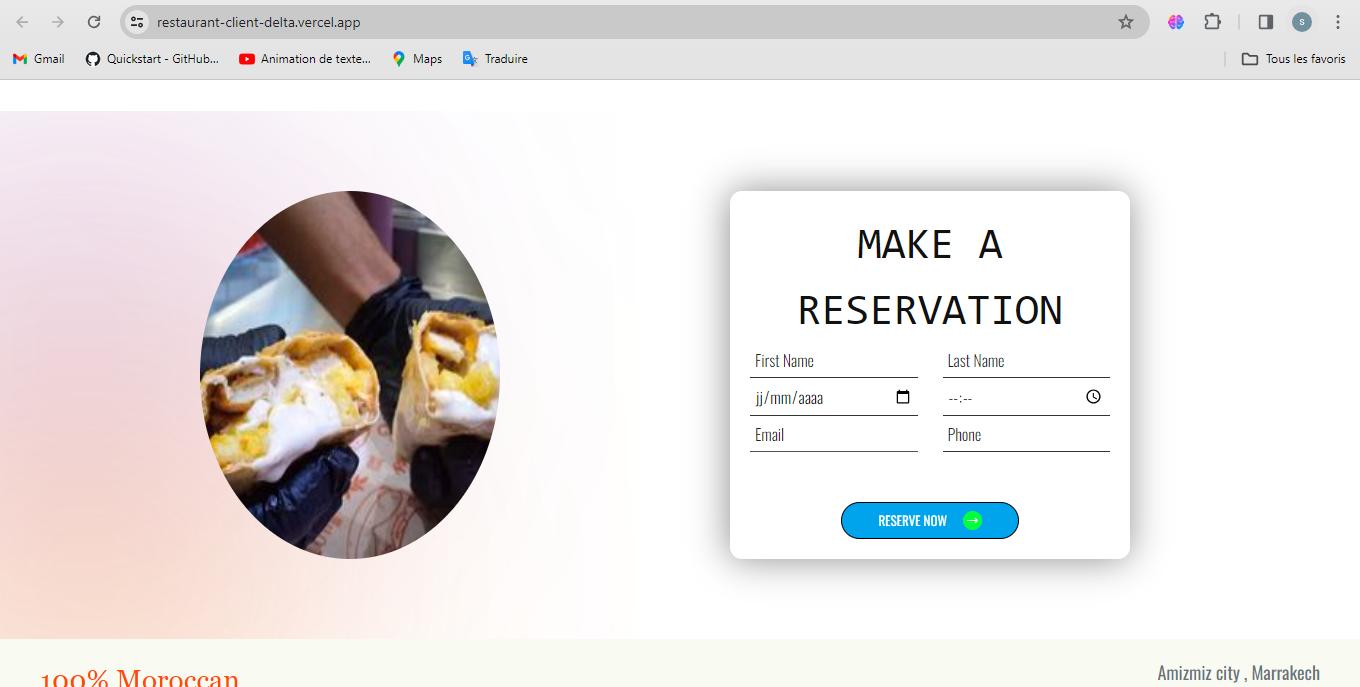 restaurant-client-delta.vercel.app
S
Gmail
Quickstart - GitHub...
Animation de texte...
Maps
Traduire
Tous les favoris
MAKE A
RESERVATION
First Name
Last Name
jj/mm/aaaa
--:--
Email
Phone
RESERVE NOW
100% Moroccan
Amizmiz city , Marrakech